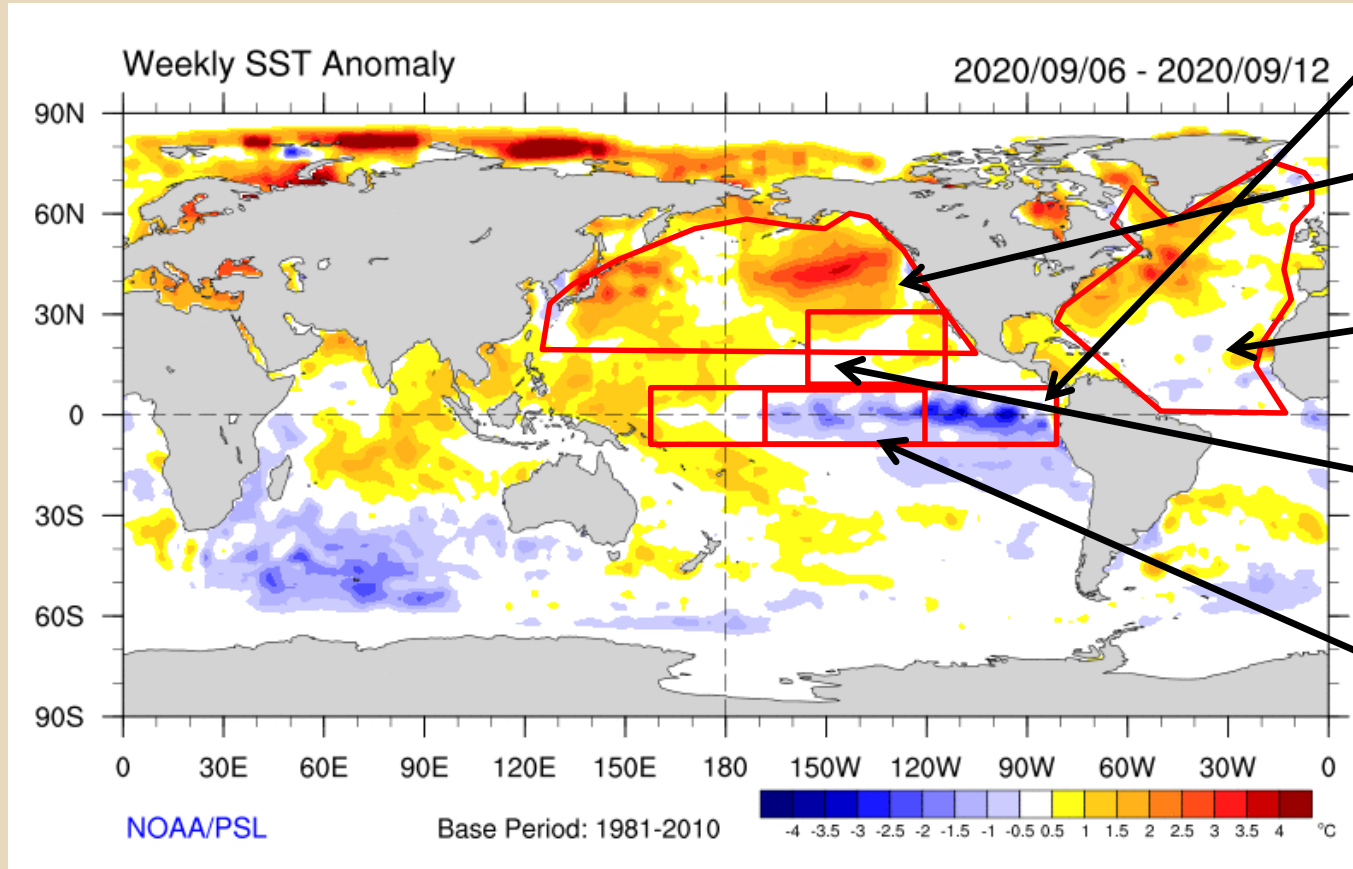 Weekly SST Anomaly
2020/09/06 - 2020/09/12
90N
60N
30N
0
30S
60S
90S
0 30E 60E 90E 120E 150E 180 150W 120W 90W 60W 30W 0
NOAA/PSL
Base Period: 1981-2010
-4 -3.5 -3 -2.5 -2 -1.5 -1 -0.5 0.5 1 1.5 2 2.5 3 3.5 4 °C